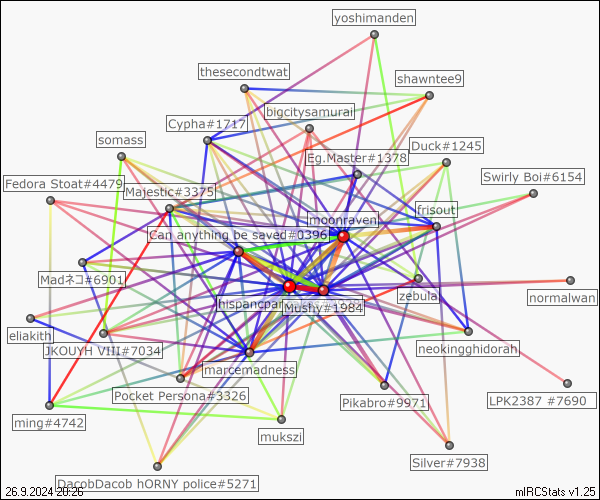 yoshimanden
thesecondtwat
shawntee9
bigcitysamurai
Cypha#1717
somass
Duck#1245
Eg.Master#1378
Swirly Boi#6154
Fedora Stoat#4479
Majestic#3375
frisout
moonraven
Can anything be saved#0396
Madネコ#6901
zebula
normalwan
Mushy#1984
eliakith
JKOUYH VIII#7034
neokingghidorah
marcemadness
Pocket Persona#3326
Pikabro#9971
LPK2387 #7690
ming#4742
mukszi
Silver#7938
DacobDacob hORNY police#5271
26.9.2024 20:26
mIRCStats v1.25